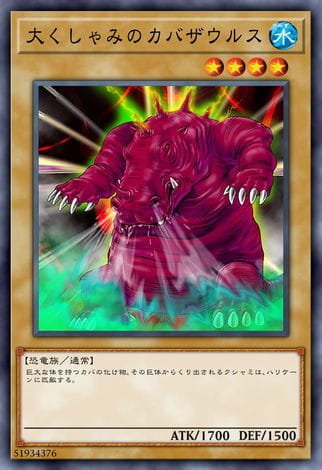 大くしゃみのカバザウルス
水
【恐竜族／通常】
巨大な体を持つカバの化け物。その巨体からくり出されるクシャミは、ハリケー
ンに匹敵する。
ATK/1700 DEF/1500
51934376